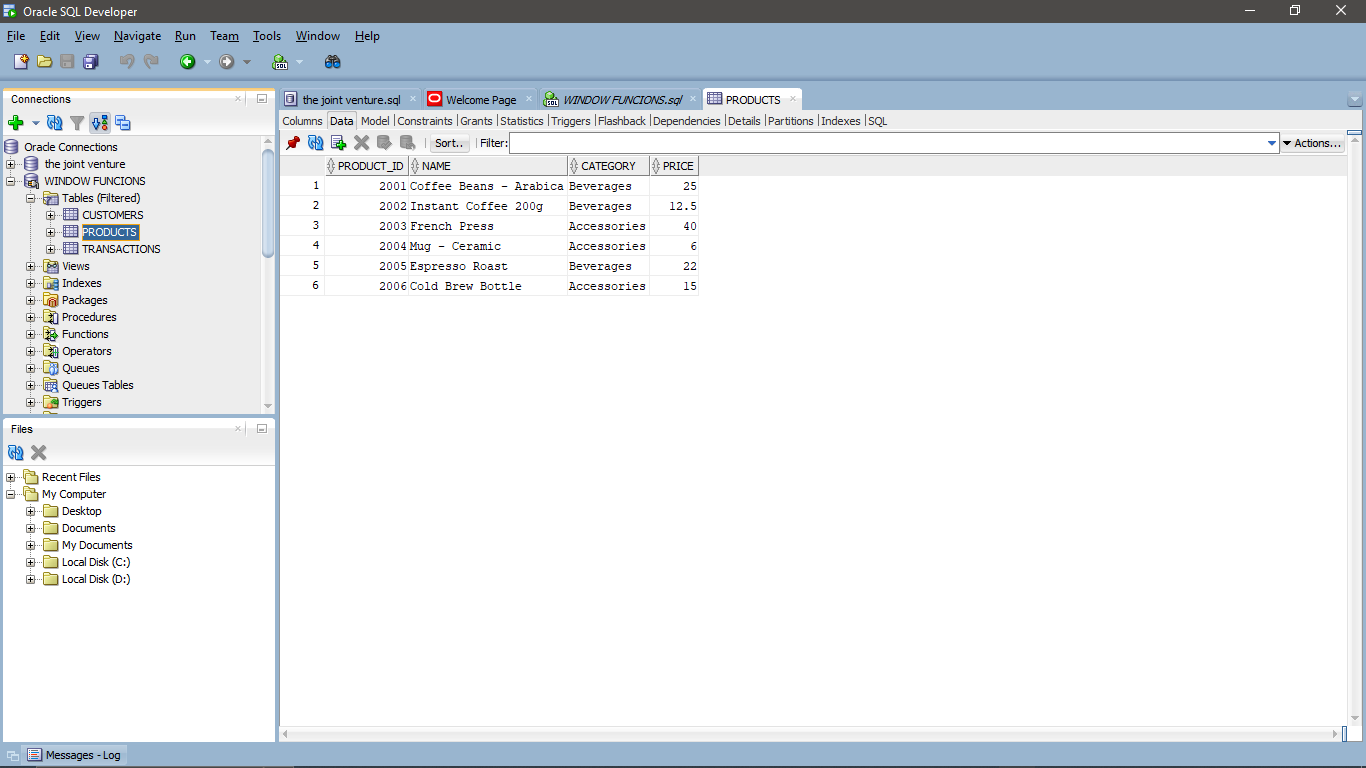 Oracle SQL Developer
File Edit View Navigate Run Team Tools Window Help
Connections
Oracle Connections
the joint venture
WINDOW FUNCIONS
Tables (Filtered)
CUSTOMERS
PRODUCTS
TRANSACTIONS
Views
Indexes
Packages
Procedures
Functions
Operators
Queues
Queues Tables
Triggers
Files
Recent Files
My Computer
Desktop
Documents
My Documents
Local Disk (C:)
Local Disk (D:)
the joint venture.sql Welcome Page WINDOW FUNCIONS.sql PRODUCTS
Columns Data Model Constraints Grants Statistics Triggers Flashback Dependencies Details Partitions Indexes SQL
Sort.. Filter: Actions...
PRODUCT_ID NAME CATEGORY PRICE
1 2001 Coffee Beans - Arabica Beverages 25
2 2002 Instant Coffee 200g Beverages 12.5
3 2003 French Press Accessories 40
4 2004 Mug - Ceramic Accessories 6
5 2005 Espresso Roast Beverages 22
6 2006 Cold Brew Bottle Accessories 15
Messages - Log